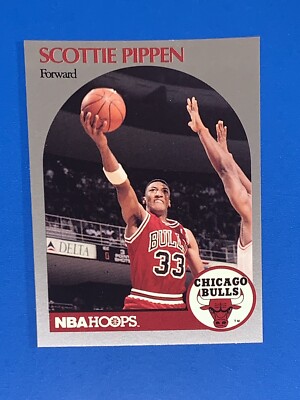 SCOTTIE PIPPEN
Forward
DELTA
BULLS
33
CHICAGO
BULLS
NBA HOOPS